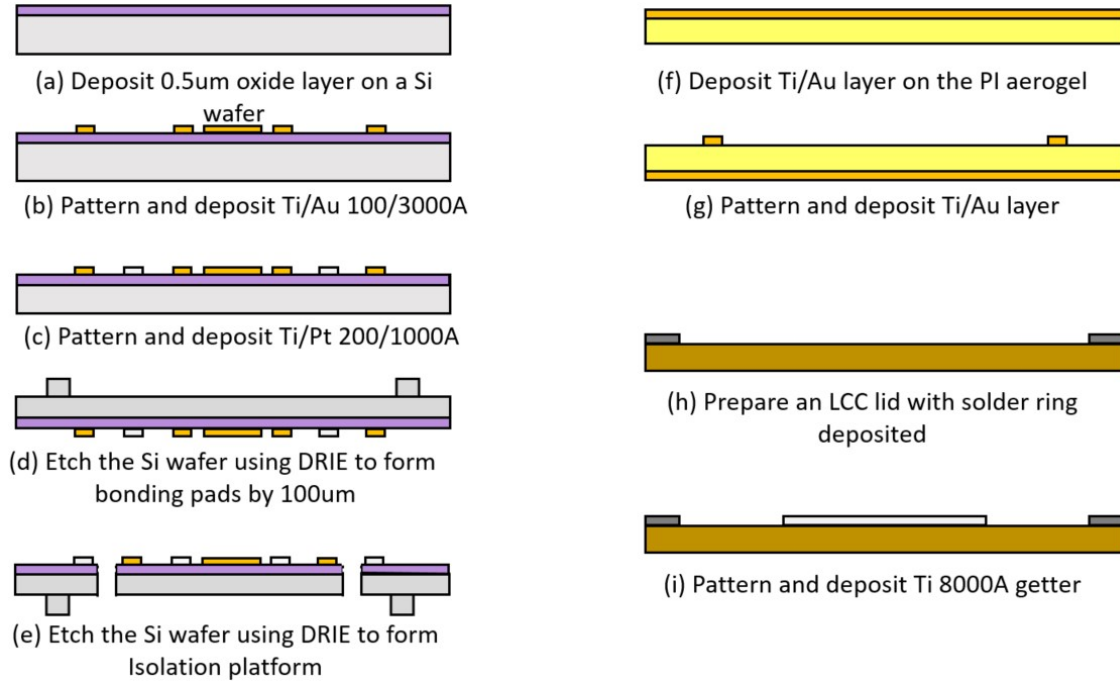 (a) Deposit 0.5um oxide layer on a Si
wafer
(b) Pattern and deposit Ti/Au 100/3000A
(c) Pattern and deposit Ti/Pt 200/1000A
(d) Etch the Si wafer using DRIE to form
bonding pads by 100um
(e) Etch the Si wafer using DRIE to form
Isolation platform
(f) Deposit Ti/Au layer on the PI aerogel
(g) Pattern and deposit Ti/Au layer
(h) Prepare an LCC lid with solder ring
deposited
(i) Pattern and deposit Ti 8000A getter